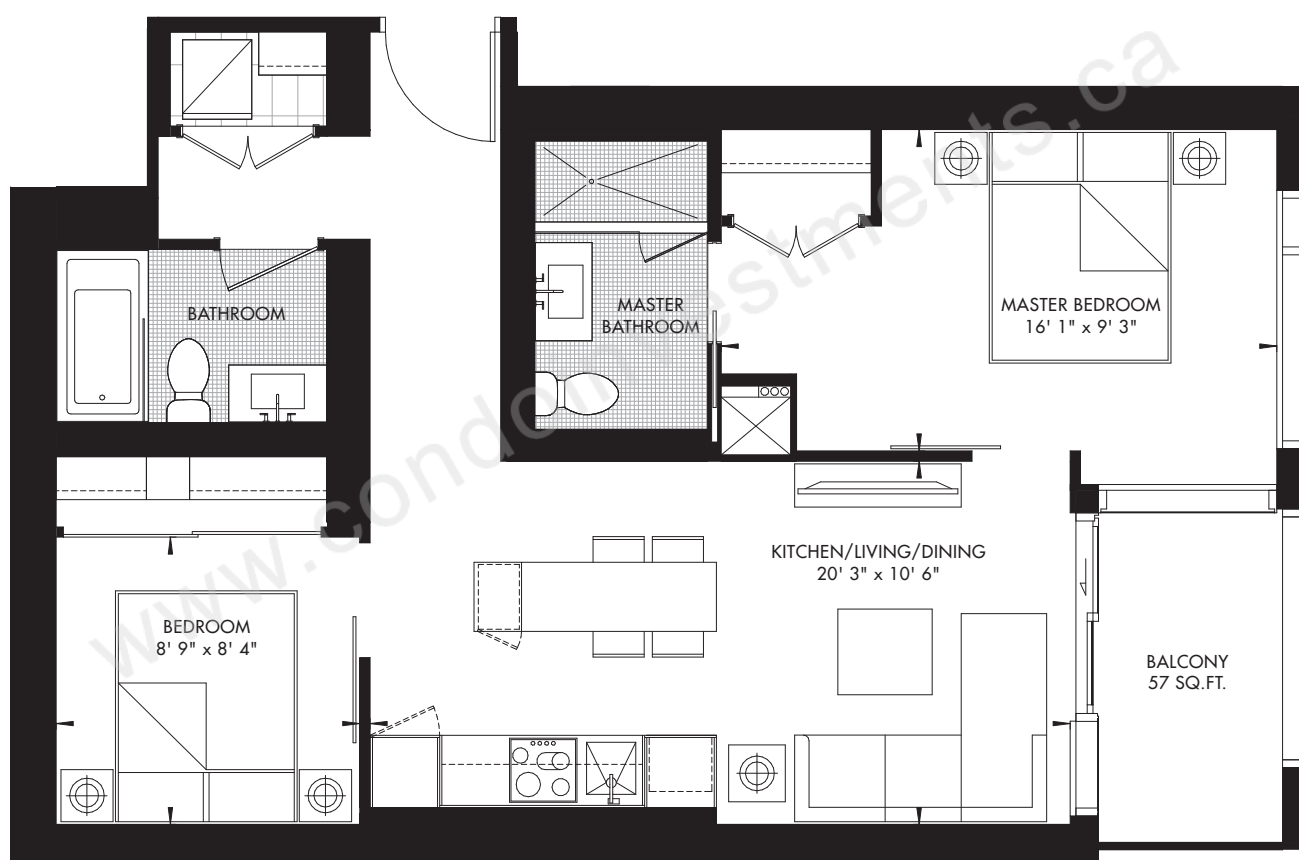 BATHROOM
MASTER
BATHROOM
MASTER BEDROOM
16' 1" x 9' 3"
KITCHEN/LIVING/DINING
20' 3" x 10' 6"
BEDROOM
8' 9" x 8' 4"
BALCONY
57 SQ.FT.
www.condoinvestments.ca